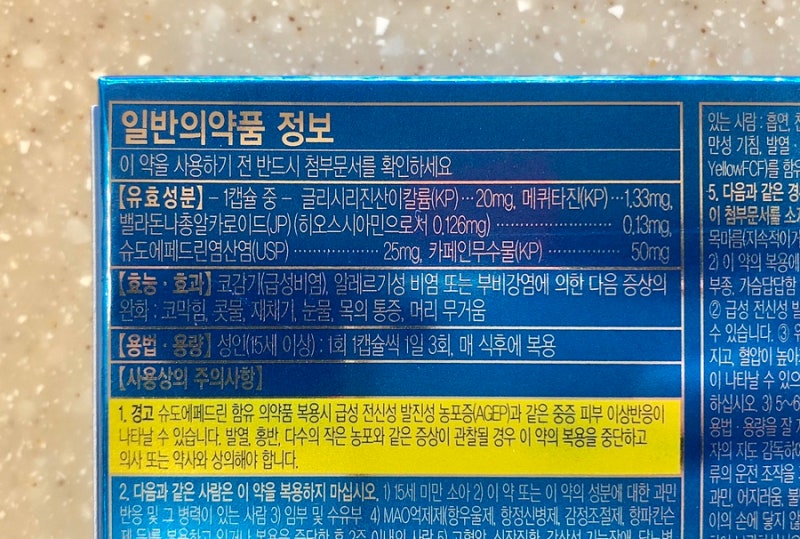 일반의약품 정보
이 약을 사용하기 전 반드시 첨부문서를 확인하세요
【유효성분】 - 1캡슐 중 - 글리시리진산이칼륨(KP)···20mg, 메퀴타진(KP)···1.33mg,
벨라돈나총알카로이드(JP) (히오스시아민으로서 0.126mg) ··············· 0.13mg,
슈도에페드린염산염(USP) ··············· 25mg, 카페인무수물(KP) ············ 50mg
【효능·효과】 코감기(급성비염), 알레르기성 비염 또는 부비강염에 의한 다음 증상의
완화 : 코막힘, 콧물, 재채기, 눈물, 목의 통증, 머리 무거움
【용법·용량】 성인(15세 이상) : 1회 1캡슐씩 1일 3회, 매 식후에 복용
【사용상의 주의사항】
1. 경고 슈도에페드린 함유 의약품 복용시 급성 전신성 발진성 농포증(AGEP)과 같은 중증 피부 이상반응이
나타날 수 있습니다. 발열, 홍반, 다수의 작은 농포와 같은 증상이 관찰될 경우 이 약의 복용을 중단하고
의사 또는 약사와 상의해야 합니다.
2. 다음과 같은 사람은 이 약을 복용하지 마십시오. 1) 15세 미만 소아 2) 이 약 또는 이 약의 성분에 대한 과민
반응 및 그 병력이 있는 사람 3) 임부 및 수유부 4) MAO억제제(항우울제, 항정신병제, 감정조절제, 항파킨슨
있는 사람 : 흡연, 천
만성 기침, 발열
YellowFCF)를 함유
5. 다음과 같은 경
이 첨부문서를 소지
목마름(지속적이거
2) 이 약의 복용에
부종, 가슴답답함
② 급성 전신성 발
수 있습니다. ③
지고, 혈압이 높아
이 나타날 수 있으
하십시오. 3) 5~6
용법·용량을 잘 지
자의 지도 감독하에
류의 운전 조작을
과민, 어지러움, 불
이의 손에 닿지 않